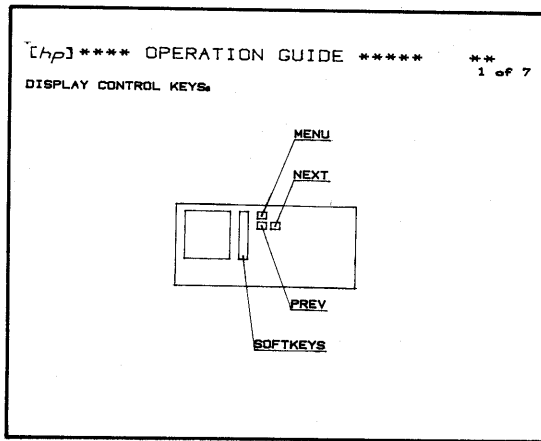 [hp] **** OPERATION GUIDE ***** **
1 of 7
DISPLAY CONTROL KEYS.
MENU
NEXT
PREV
SOFTKEYS